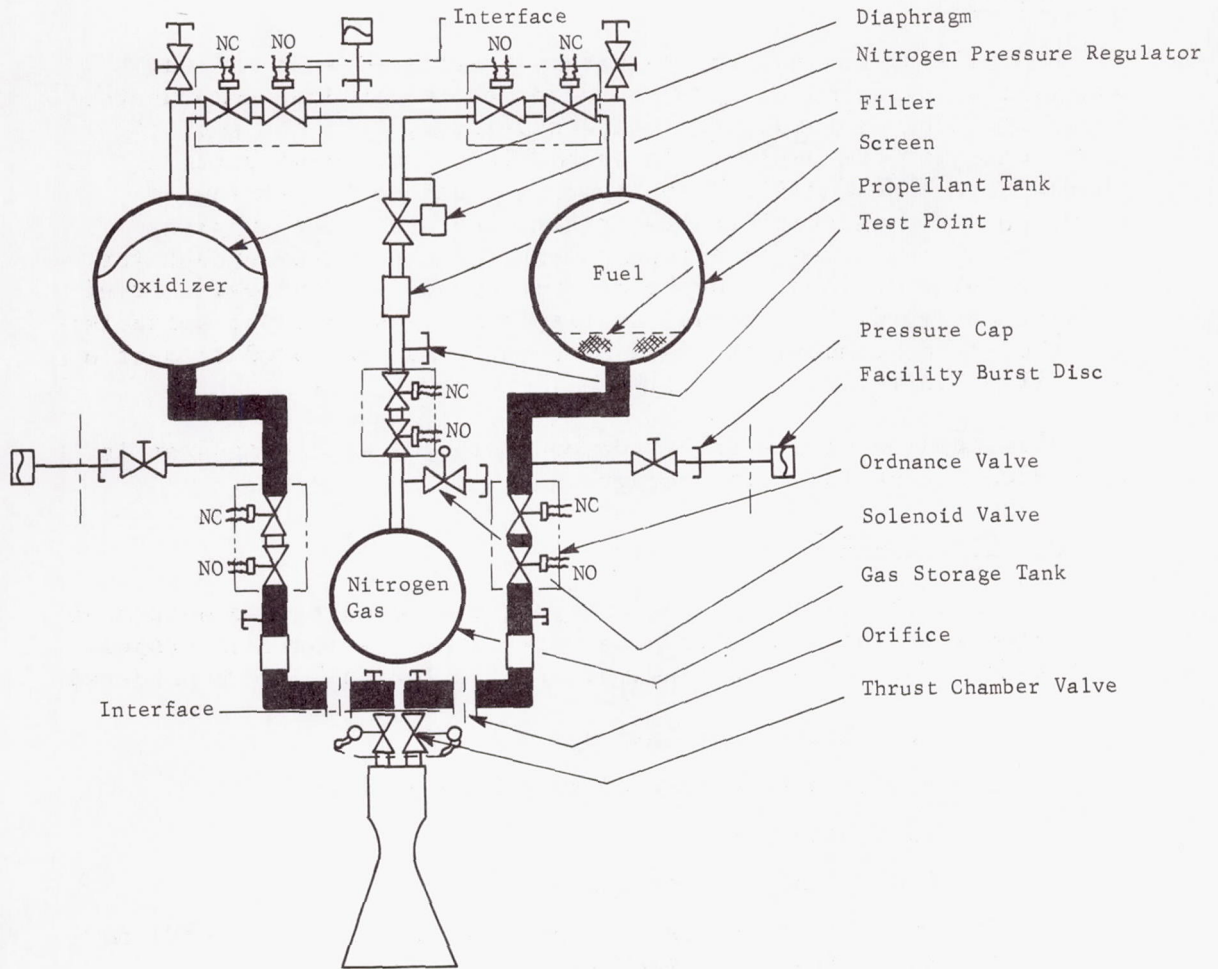 Interface
Diaphragm
NC
NO
NO
NC
Nitrogen Pressure Regulator
Filter
Screen
Propellant Tank
Test Point
Oxidizer
Fuel
Pressure Cap
Facility Burst Disc
NC
NO
Ordnance Valve
NC
NC
Solenoid Valve
NO
NO
Gas Storage Tank
Nitrogen
Gas
Orifice
Interface
Thrust Chamber Valve